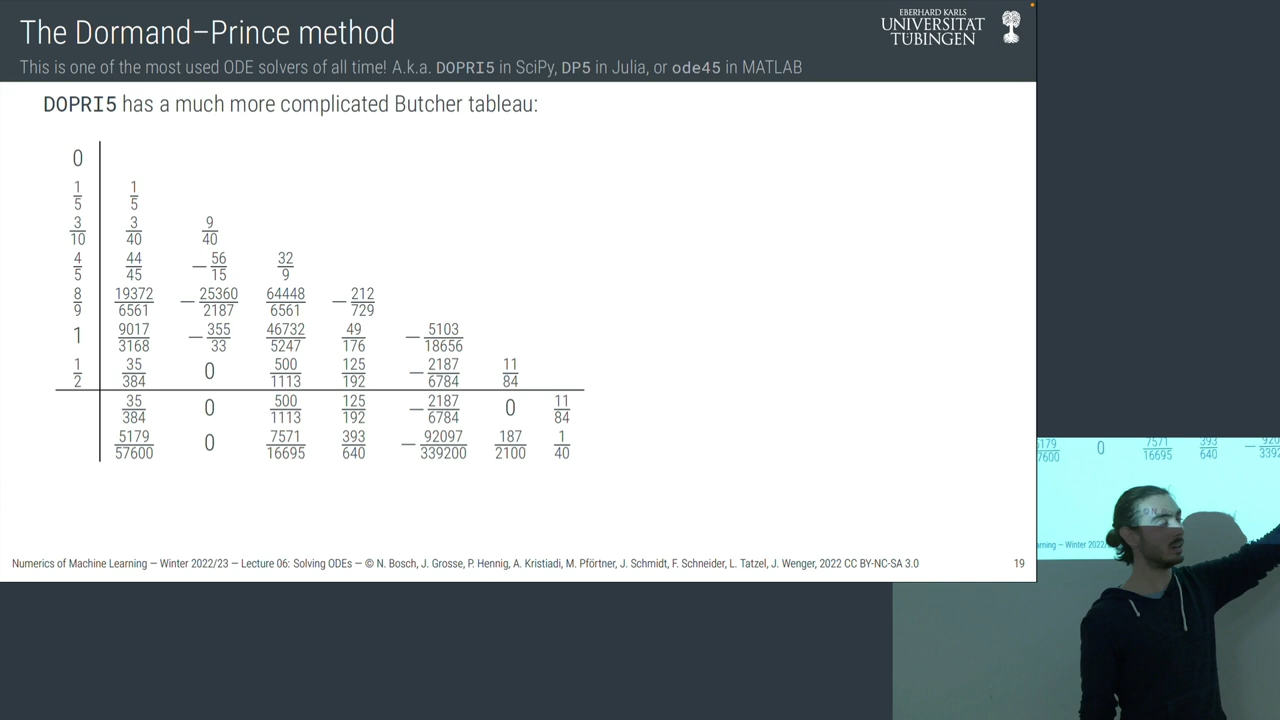 The Dormand–Prince method
This is one of the most used ODE solvers of all time! A.k.a. DOPRI5 in SciPy, DP5 in Julia, or ode45 in MATLAB
EBERHARD KARLS
UNIVERSITÄT
TÜBINGEN
DOPRI5 has a much more complicated Butcher tableau:
0
1/5 1/5
3/10 3/40 9/40
4/5 44/45 −56/15 32/9
8/9 19372/6561 −25360/2187 64448/6561 −212/729
1 9017/3168 −355/33 46732/5247 49/176 −5103/18656
1/2 35/384 0 500/1113 125/192 −2187/6784 11/84
35/384 0 500/1113 125/192 −2187/6784 0 11/84
5179/57600 0 7571/16695 393/640 −92097/339200 187/2100 1/40
Numerics of Machine Learning — Winter 2022/23 — Lecture 06: Solving ODEs — © N. Bosch, J. Grosse, P. Hennig, A. Kristiadi, M. Pförtner, J. Schmidt, F. Schneider, L. Tatzel, J. Wenger, 2022 CC BY-NC-SA 3.0
19
0 7571/16695 393/640
— Winter 2022/